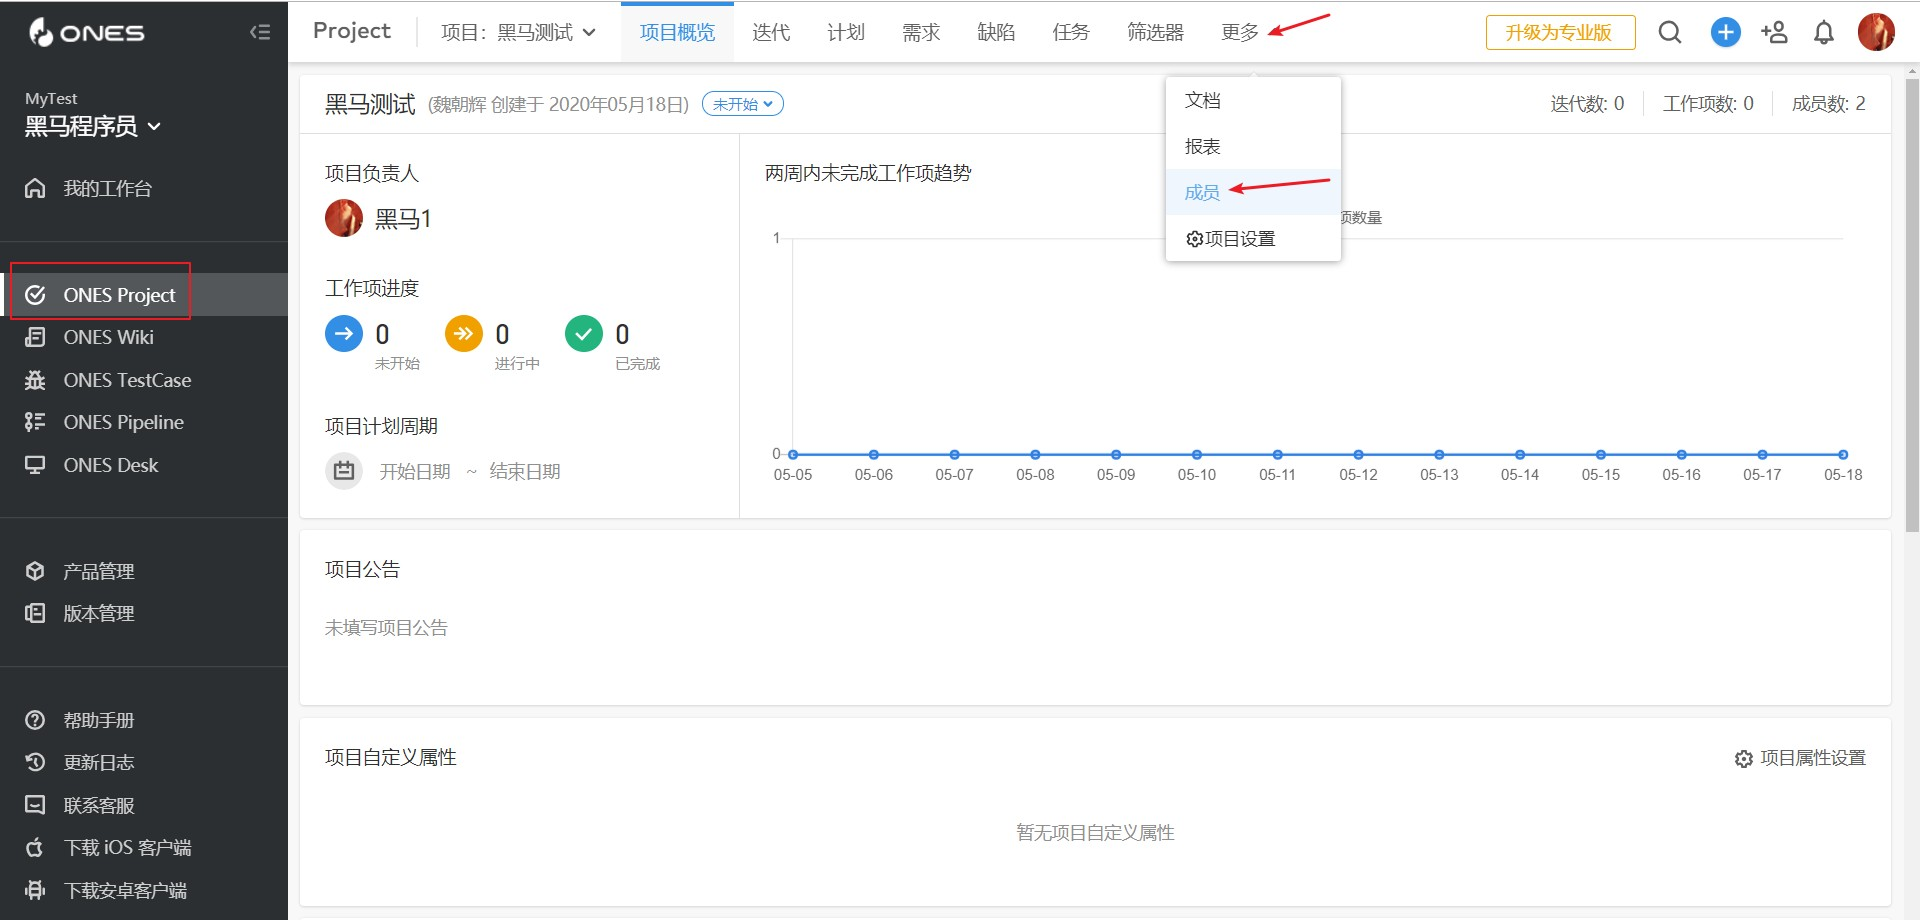 ONES
MyTest
黑马程序员
我的工作台
ONES Project
ONES Wiki
ONES TestCase
ONES Pipeline
ONES Desk
产品管理
版本管理
帮助手册
更新日志
联系客服
下载 iOS 客户端
下载安卓客户端
Project 项目：黑马测试 项目概览 迭代 计划 需求 缺陷 任务 筛选器 更多 升级为专业版
文档
报表
成员
项目设置
黑马测试 (魏朝辉 创建于 2020年05月18日) 未开始 迭代数: 0 工作项数: 0 成员数: 2
项目负责人
黑马1
工作项进度
0 0 0
未开始 进行中 已完成
项目计划周期
开始日期 ~ 结束日期
两周内未完成工作项趋势
项数量
1
0
05-05 05-06 05-07 05-08 05-09 05-10 05-11 05-12 05-13 05-14 05-15 05-16 05-17 05-18
项目公告
未填写项目公告
项目自定义属性 项目属性设置
暂无项目自定义属性